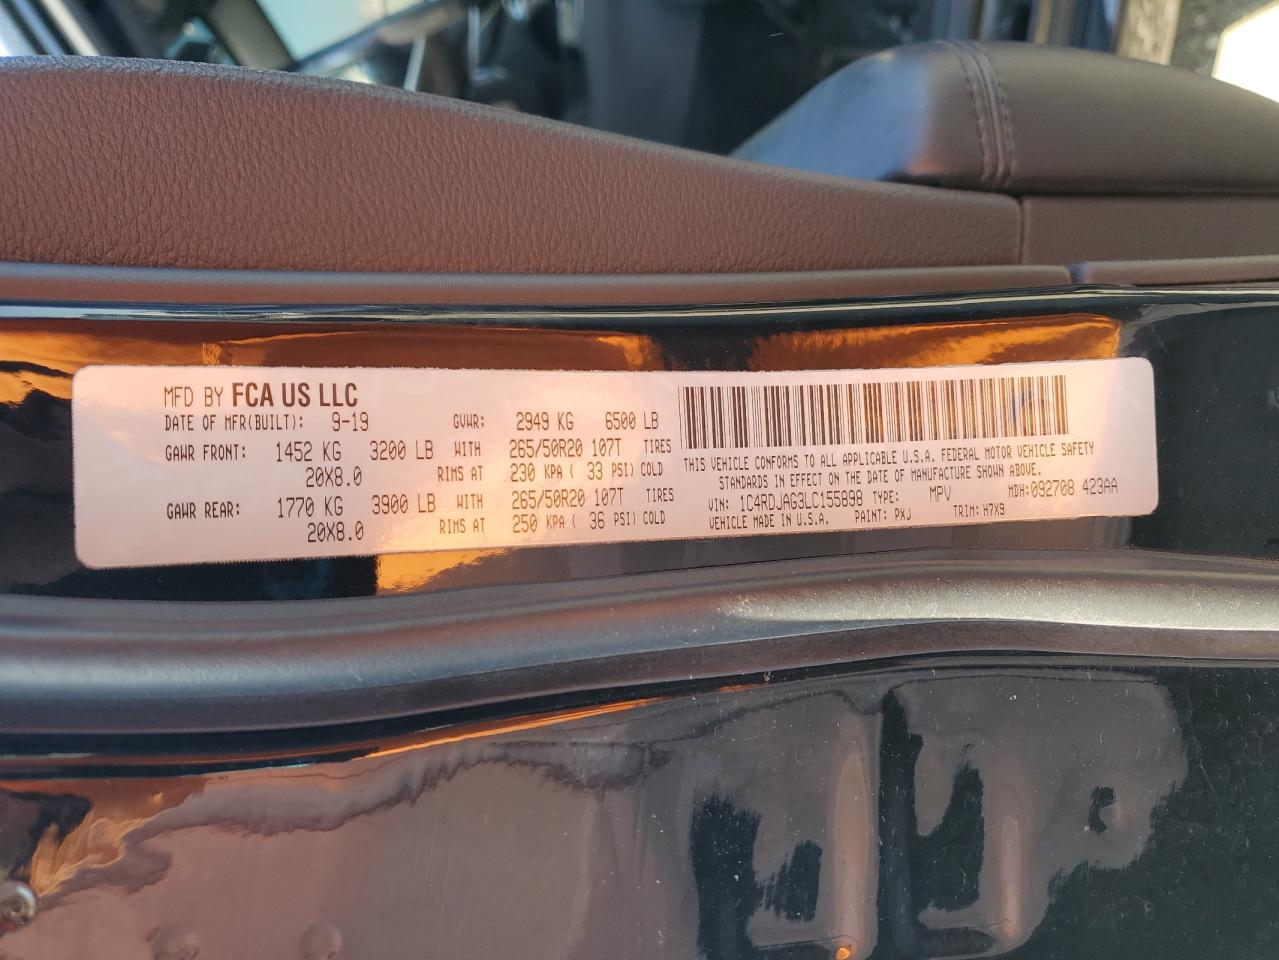 MFD BY FCA US LLC
DATE OF MFR(BUILT): 9-19 GVWR: 2949 KG 6500 LB
GAWR FRONT: 1452 KG 3200 LB WITH 265/50R20 107T TIRES
20X8.0 RIMS AT 230 KPA ( 33 PSI) COLD
GAWR REAR: 1770 KG 3900 LB WITH 265/50R20 107T TIRES
20X8.0 RIMS AT 250 KPA ( 36 PSI) COLD
THIS VEHICLE CONFORMS TO ALL APPLICABLE U.S.A. FEDERAL MOTOR VEHICLE SAFETY
STANDARDS IN EFFECT ON THE DATE OF MANUFACTURE SHOWN ABOVE.
VIN: 1C4RDJAG3LC155898 TYPE: MPV MDH:092708 423AA
VEHICLE MADE IN U.S.A. PAINT: PXJ TRIM: H7X9